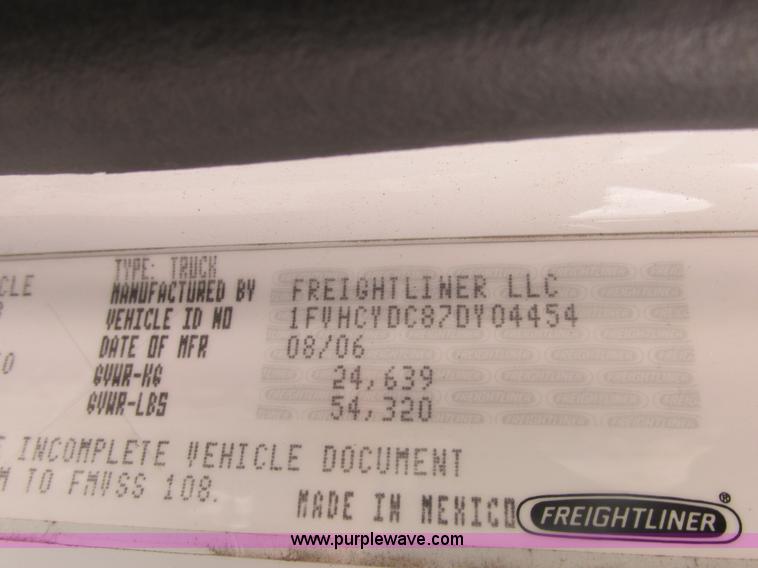 CLE
TYPE: TRUCK
MANUFACTURED BY FREIGHTLINER LLC
VEHICLE ID NO 1FVHCYDC87DY04454
DATE OF MFR 08/06
GVWR-KG 24,639
GVWR-LBS 54,320
INCOMPLETE VEHICLE DOCUMENT
M TO FMVSS 108.
MADE IN MEXICO FREIGHTLINER®
www.purplewave.com